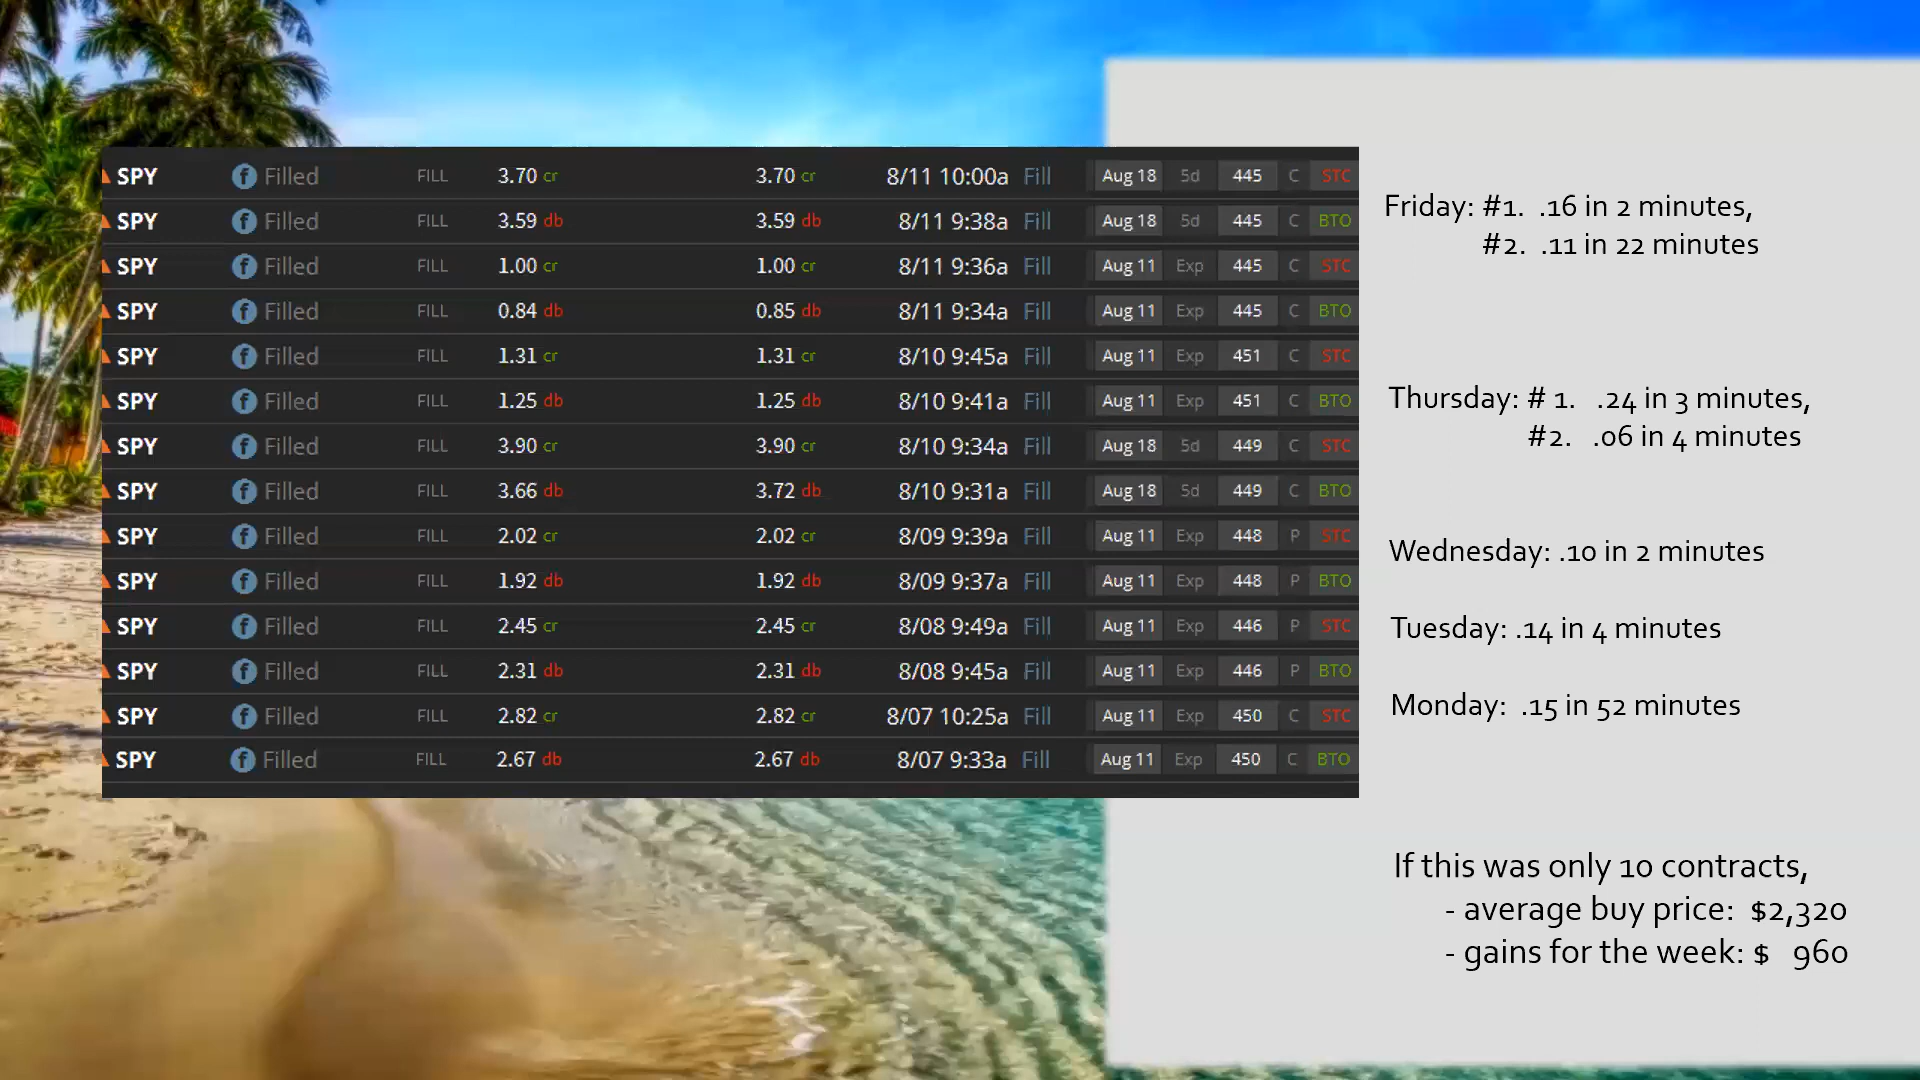 SPY f Filled FILL 3.70 cr 3.70 cr 8/11 10:00a Fill Aug 18 5d 445 C STC
SPY f Filled FILL 3.59 db 3.59 db 8/11 9:38a Fill Aug 18 5d 445 C BTO
SPY f Filled FILL 1.00 cr 1.00 cr 8/11 9:36a Fill Aug 11 Exp 445 C STC
SPY f Filled FILL 0.84 db 0.85 db 8/11 9:34a Fill Aug 11 Exp 445 C BTO
SPY f Filled FILL 1.31 cr 1.31 cr 8/10 9:45a Fill Aug 11 Exp 451 C STC
SPY f Filled FILL 1.25 db 1.25 db 8/10 9:41a Fill Aug 11 Exp 451 C BTO
SPY f Filled FILL 3.90 cr 3.90 cr 8/10 9:34a Fill Aug 18 5d 449 C STC
SPY f Filled FILL 3.66 db 3.72 db 8/10 9:31a Fill Aug 18 5d 449 C BTO
SPY f Filled FILL 2.02 cr 2.02 cr 8/09 9:39a Fill Aug 11 Exp 448 P STC
SPY f Filled FILL 1.92 db 1.92 db 8/09 9:37a Fill Aug 11 Exp 448 P BTO
SPY f Filled FILL 2.45 cr 2.45 cr 8/08 9:49a Fill Aug 11 Exp 446 P STC
SPY f Filled FILL 2.31 db 2.31 db 8/08 9:45a Fill Aug 11 Exp 446 P BTO
SPY f Filled FILL 2.82 cr 2.82 cr 8/07 10:25a Fill Aug 11 Exp 450 C STC
SPY f Filled FILL 2.67 db 2.67 db 8/07 9:33a Fill Aug 11 Exp 450 C BTO
Friday: #1. .16 in 2 minutes,
#2. .11 in 22 minutes
Thursday: # 1. .24 in 3 minutes,
#2. .06 in 4 minutes
Wednesday: .10 in 2 minutes
Tuesday: .14 in 4 minutes
Monday: .15 in 52 minutes
If this was only 10 contracts,
- average buy price: $2,320
- gains for the week: $ 960